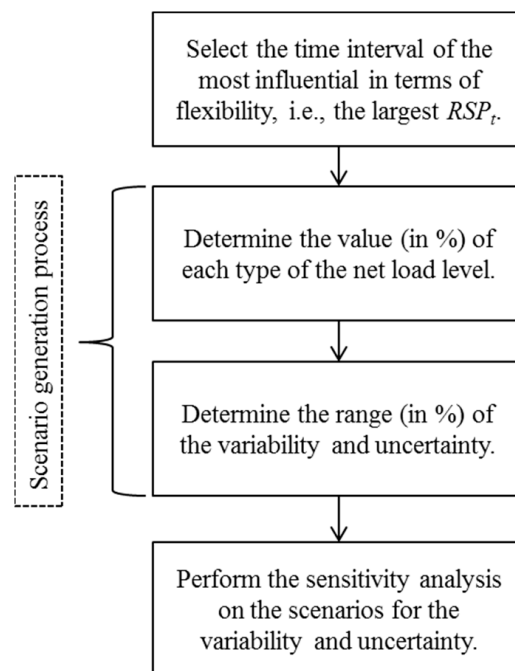 Select the time interval of the
most influential in terms of
flexibility, i.e., the largest RSPt.
Scenario generation process
Determine the value (in %) of
each type of the net load level.
Determine the range (in %) of
the variability and uncertainty.
Perform the sensitivity analysis
on the scenarios for the
variability and uncertainty.